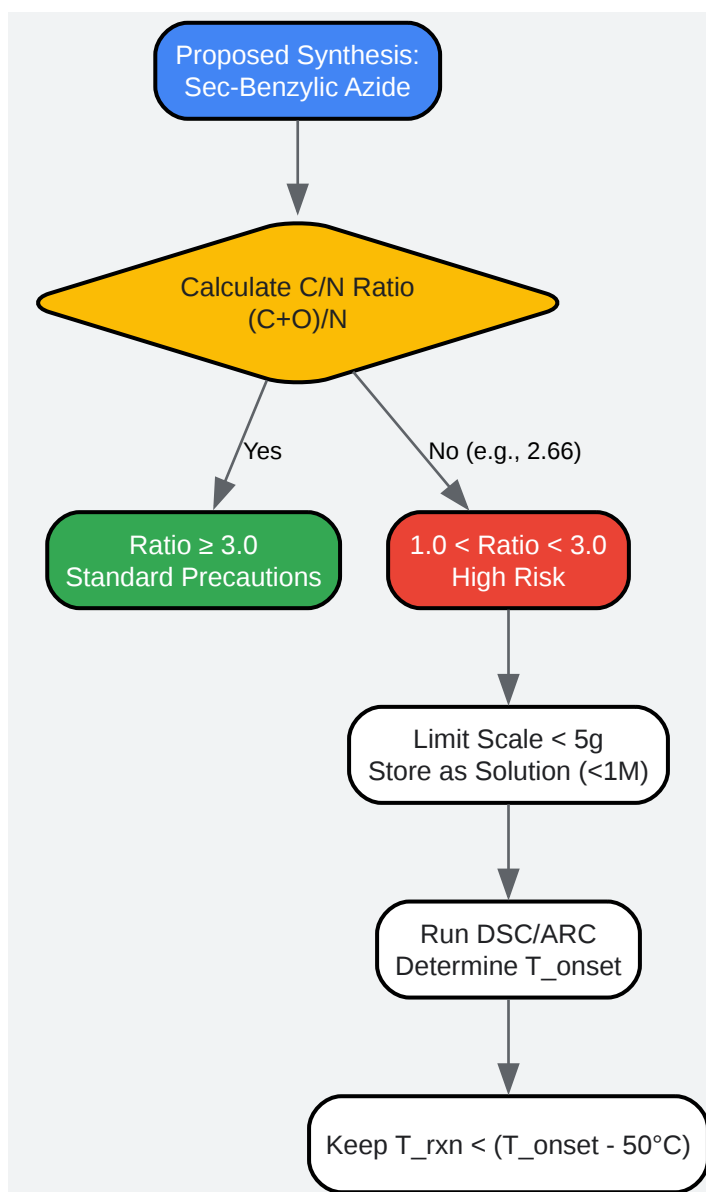 Proposed Synthesis:
Sec-Benzylic Azide
Calculate C/N Ratio
(C+O)/N
Yes
No (e.g., 2.66)
Ratio ≥ 3.0
Standard Precautions
1.0 < Ratio < 3.0
High Risk
Limit Scale < 5g
Store as Solution (<1M)
Run DSC/ARC
Determine T_onset
Keep T_rxn < (T_onset - 50°C)